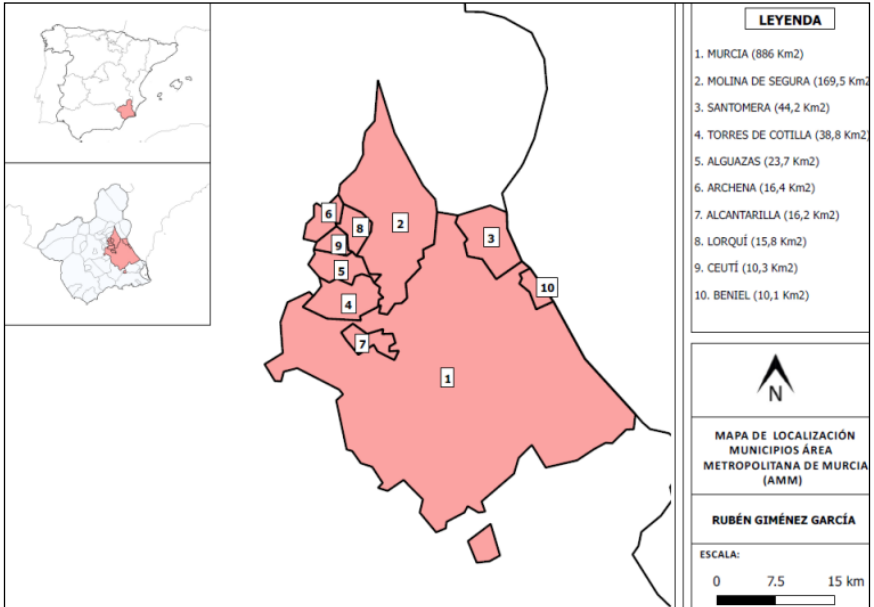 LEYENDA
1. MURCIA (886 Km2)
2. MOLINA DE SEGURA (169,5 Km2
3. SANTOMERA (44,2 Km2)
4. TORRES DE COTILLA (38,8 Km2)
5. ALGUAZAS (23,7 Km2)
6. ARCHENA (16,4 Km2)
7. ALCANTARILLA (16,2 Km2)
8. LORQUÍ (15,8 Km2)
9. CEUTÍ (10,3 Km2)
10. BENIEL (10,1 Km2)
6
8
2
9
3
5
10
4
7
1
N
MAPA DE LOCALIZACIÓN
MUNICIPIOS ÁREA
METROPOLITANA DE MURCIA
(AMM)
RUBÉN GIMÉNEZ GARCÍA
ESCALA:
0 7.5 15 km